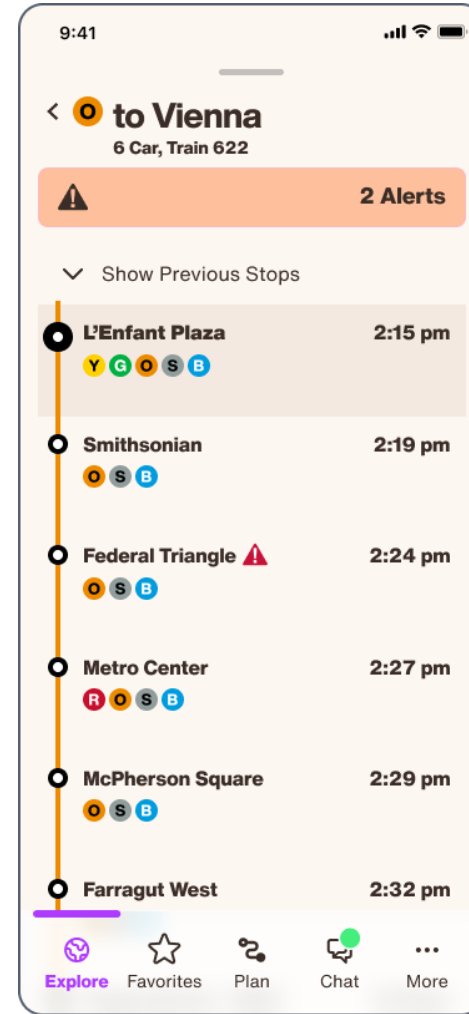 9:41
O to Vienna
6 Car, Train 622
2 Alerts
Show Previous Stops
L’Enfant Plaza 2:15 pm
Y G O S B
Smithsonian 2:19 pm
O S B
Federal Triangle 2:24 pm
O S B
Metro Center 2:27 pm
R O S B
McPherson Square 2:29 pm
O S B
Farragut West 2:32 pm
Explore Favorites Plan Chat More